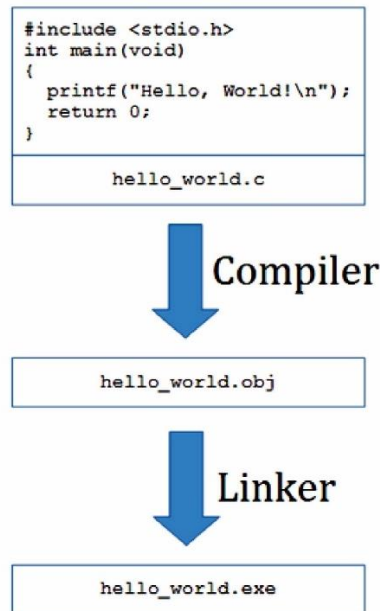 #include <stdio.h>
int main(void)
{
  printf("Hello, World!\n");
  return 0;
}
hello_world.c
Compiler
hello_world.obj
Linker
hello_world.exe